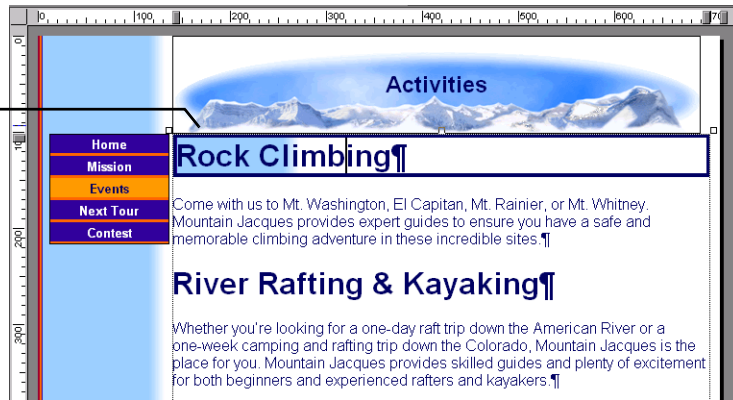 0 100 200 300 400 500 600 70
Activities
0
100
200
300
Home
Mission
Events
Next Tour
Contest
Rock Climbing¶
Come with us to Mt. Washington, El Capitan, Mt. Rainier, or Mt. Whitney.
Mountain Jacques provides expert guides to ensure you have a safe and
memorable climbing adventure in these incredible sites.¶
River Rafting & Kayaking¶
Whether you're looking for a one-day raft trip down the American River or a
one-week camping and rafting trip down the Colorado, Mountain Jacques is the
place for you. Mountain Jacques provides skilled guides and plenty of excitement
for both beginners and experienced rafters and kayakers.¶